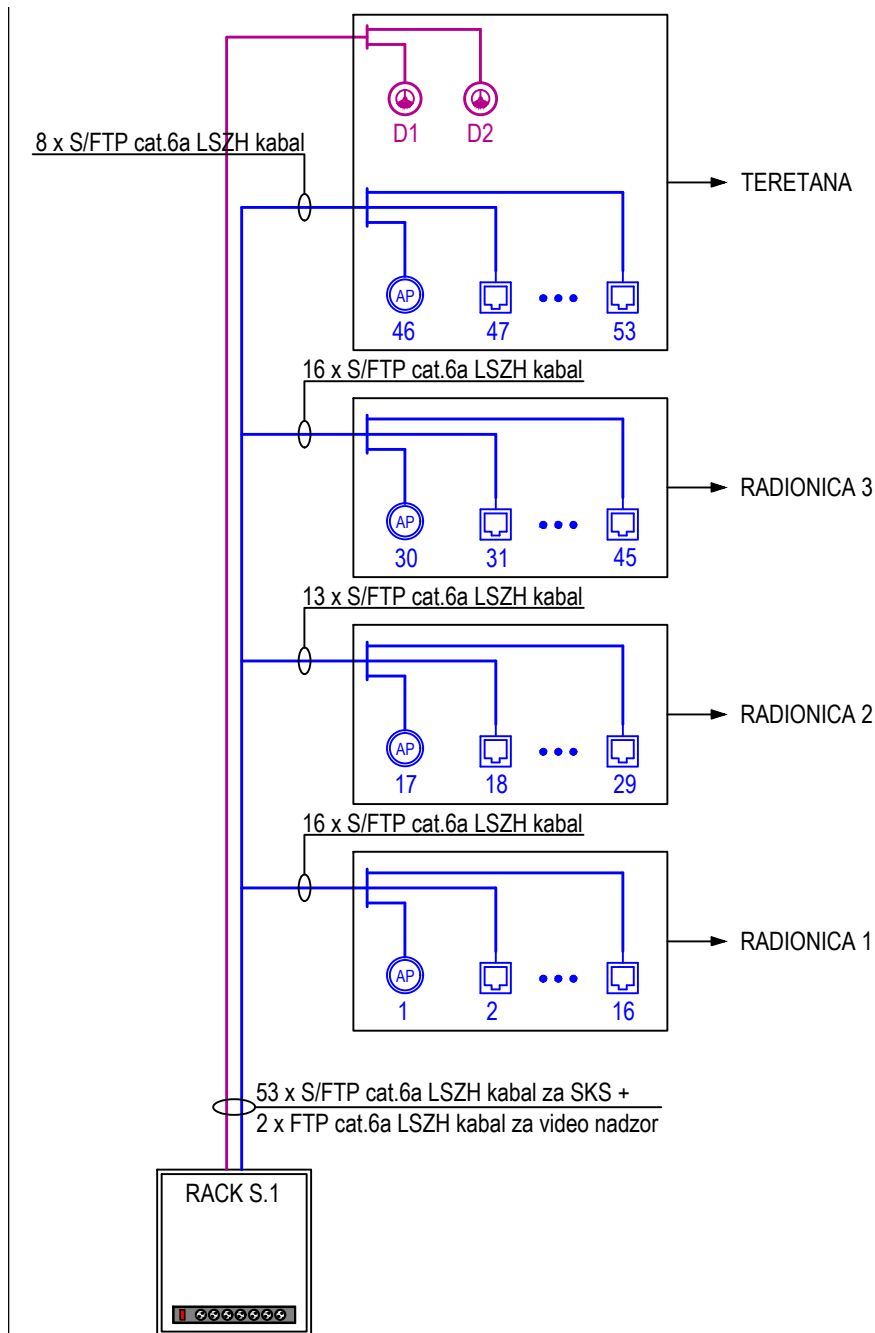 D1 D2
8 x S/FTP cat.6a LSZH kabal
TERETANA
AP
46 47 53
16 x S/FTP cat.6a LSZH kabal
RADIONICA 3
AP
30 31 45
13 x S/FTP cat.6a LSZH kabal
RADIONICA 2
AP
17 18 29
16 x S/FTP cat.6a LSZH kabal
RADIONICA 1
AP
1 2 16
53 x S/FTP cat.6a LSZH kabal za SKS +
2 x FTP cat.6a LSZH kabal za video nadzor
RACK S.1